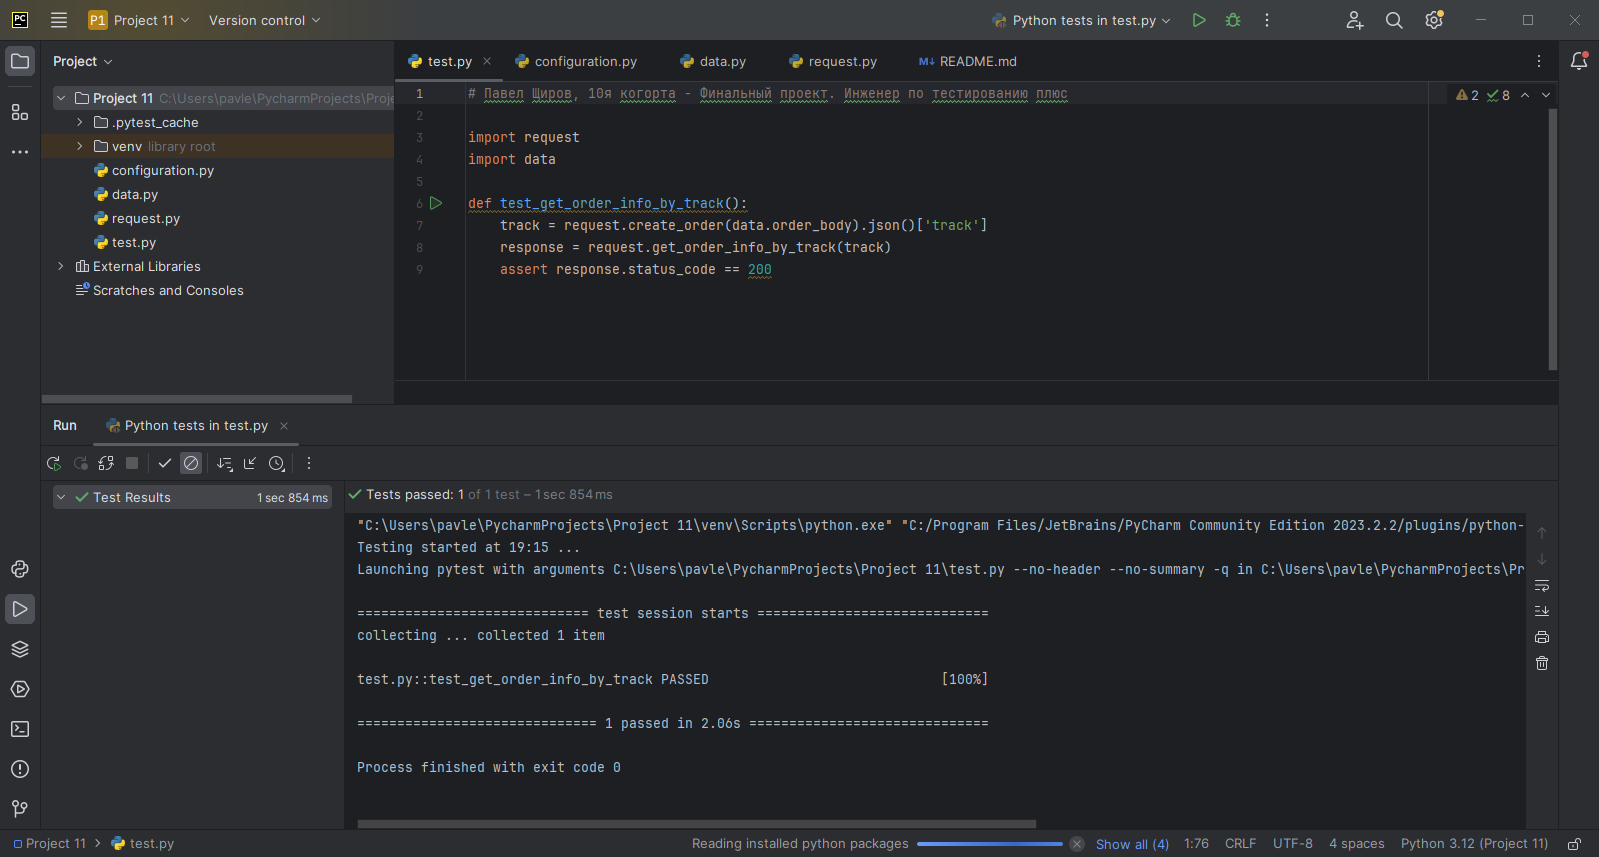 PC P1 Project 11 Version control Python tests in test.py
Project
test.py configuration.py data.py request.py M↓ README.md
Project 11 C:\Users\pavle\PycharmProjects\Proje
.pytest_cache
venv library root
configuration.py
data.py
request.py
test.py
External Libraries
Scratches and Consoles
1 # Павел Щиров, 10я когорта - Финальный проект. Инженер по тестированию плюс
2 8
2
3 import request
4 import data
5
6 def test_get_order_info_by_track():
7 track = request.create_order(data.order_body).json()['track']
8 response = request.get_order_info_by_track(track)
9 assert response.status_code == 200
Run Python tests in test.py
Test Results 1 sec 854 ms
Tests passed: 1 of 1 test – 1 sec 854 ms
"C:\Users\pavle\PycharmProjects\Project 11\venv\Scripts\python.exe" "C:/Program Files/JetBrains/PyCharm Community Edition 2023.2.2/plugins/python-
Testing started at 19:15 ...
Launching pytest with arguments C:\Users\pavle\PycharmProjects\Project 11\test.py --no-header --no-summary -q in C:\Users\pavle\PycharmProjects\Pr
============================= test session starts =============================
collecting ... collected 1 item
test.py::test_get_order_info_by_track PASSED [100%]
============================== 1 passed in 2.06s ==============================
Process finished with exit code 0
Project 11 test.py Reading installed python packages Show all (4) 1:76 CRLF UTF-8 4 spaces Python 3.12 (Project 11)